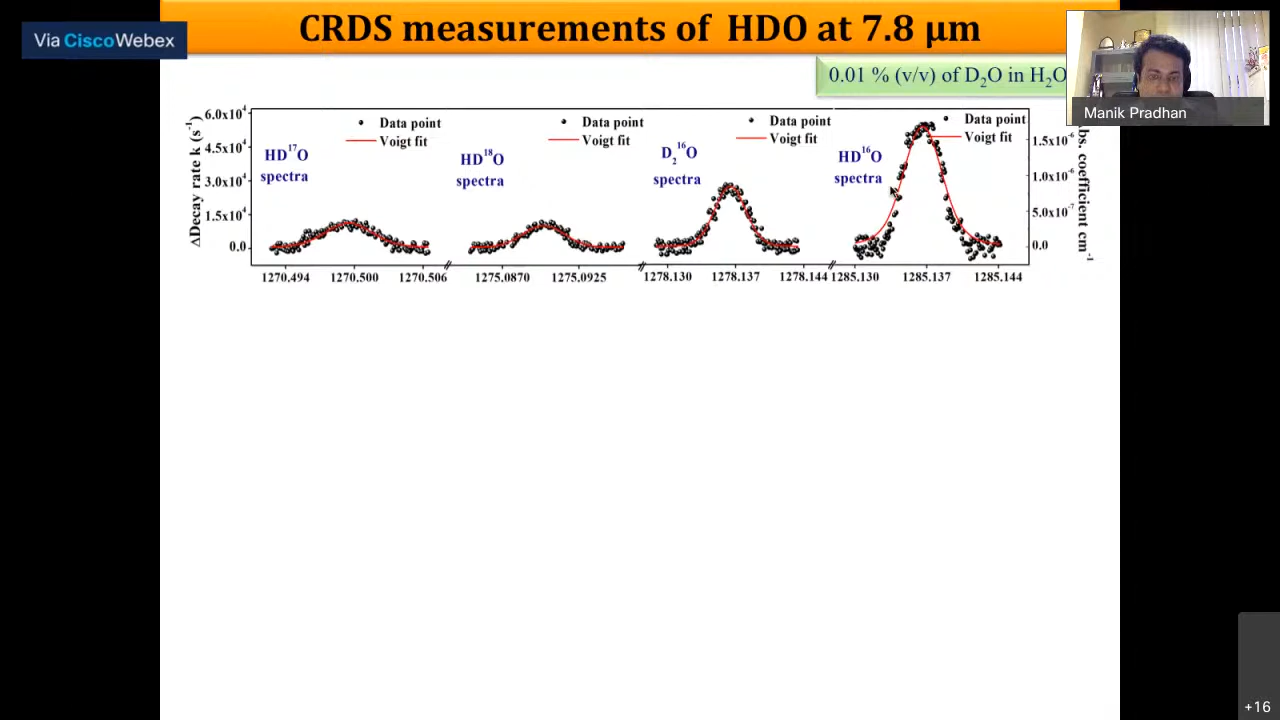 Via CiscoWebex
CRDS measurements of HDO at 7.8 µm
0.01 % (v/v) of D₂O in H₂O
Manik Pradhan
ΔDecay rate k (s⁻¹)
6.0x10⁴
4.5x10⁴
3.0x10⁴
1.5x10⁴
0.0
HD¹⁷O
spectra
Data point
Voigt fit
HD¹⁸O
spectra
Data point
Voigt fit
D₂¹⁶O
spectra
Data point
Voigt fit
HD¹⁶O
spectra
Data point
Voigt fit
1.5x10⁻⁶
1.0x10⁻⁶
5.0x10⁻⁷
0.0
coefficient cm⁻¹
1270.494 1270.500 1270.506 1275.0870 1275.0925 1278.130 1278.137 1278.144 1285.130 1285.137 1285.144
+16